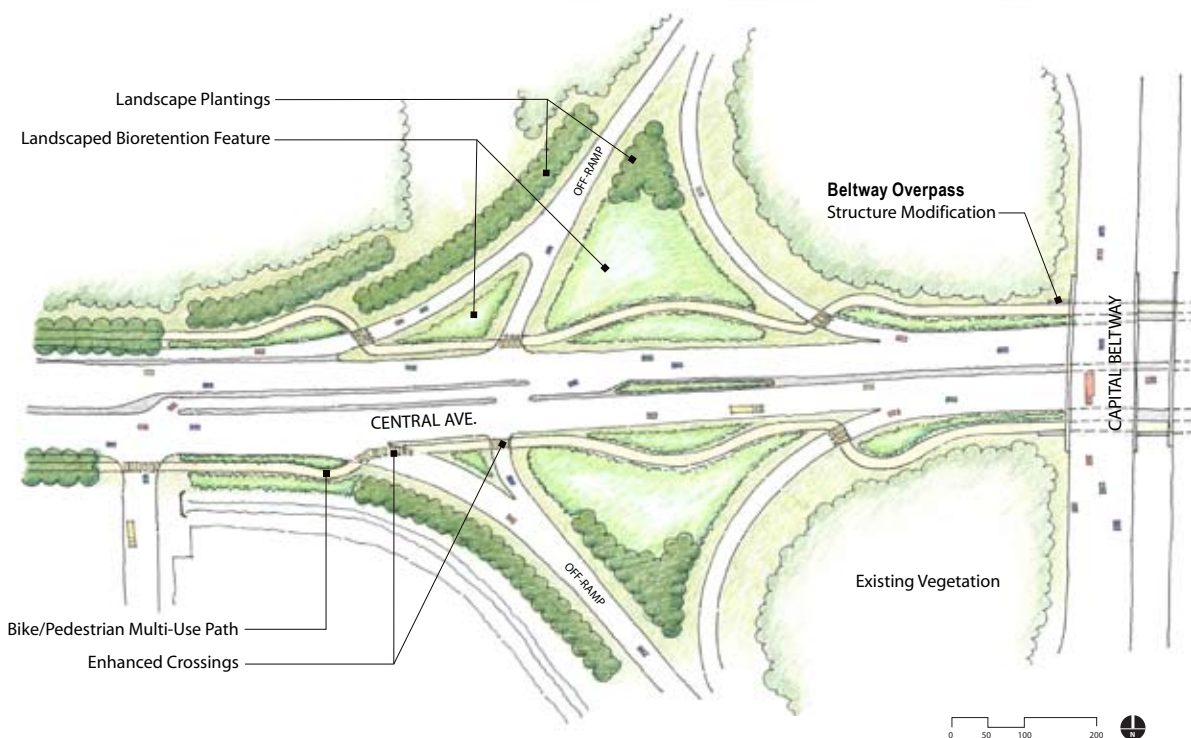 Landscape Plantings
Landscaped Bioretention Feature
OFF-RAMP
Beltway Overpass
Structure Modification
CAPITAL BELTWAY
CENTRAL AVE.
OFF-RAMP
Existing Vegetation
Bike/Pedestrian Multi-Use Path
Enhanced Crossings
0 50 100 200
N